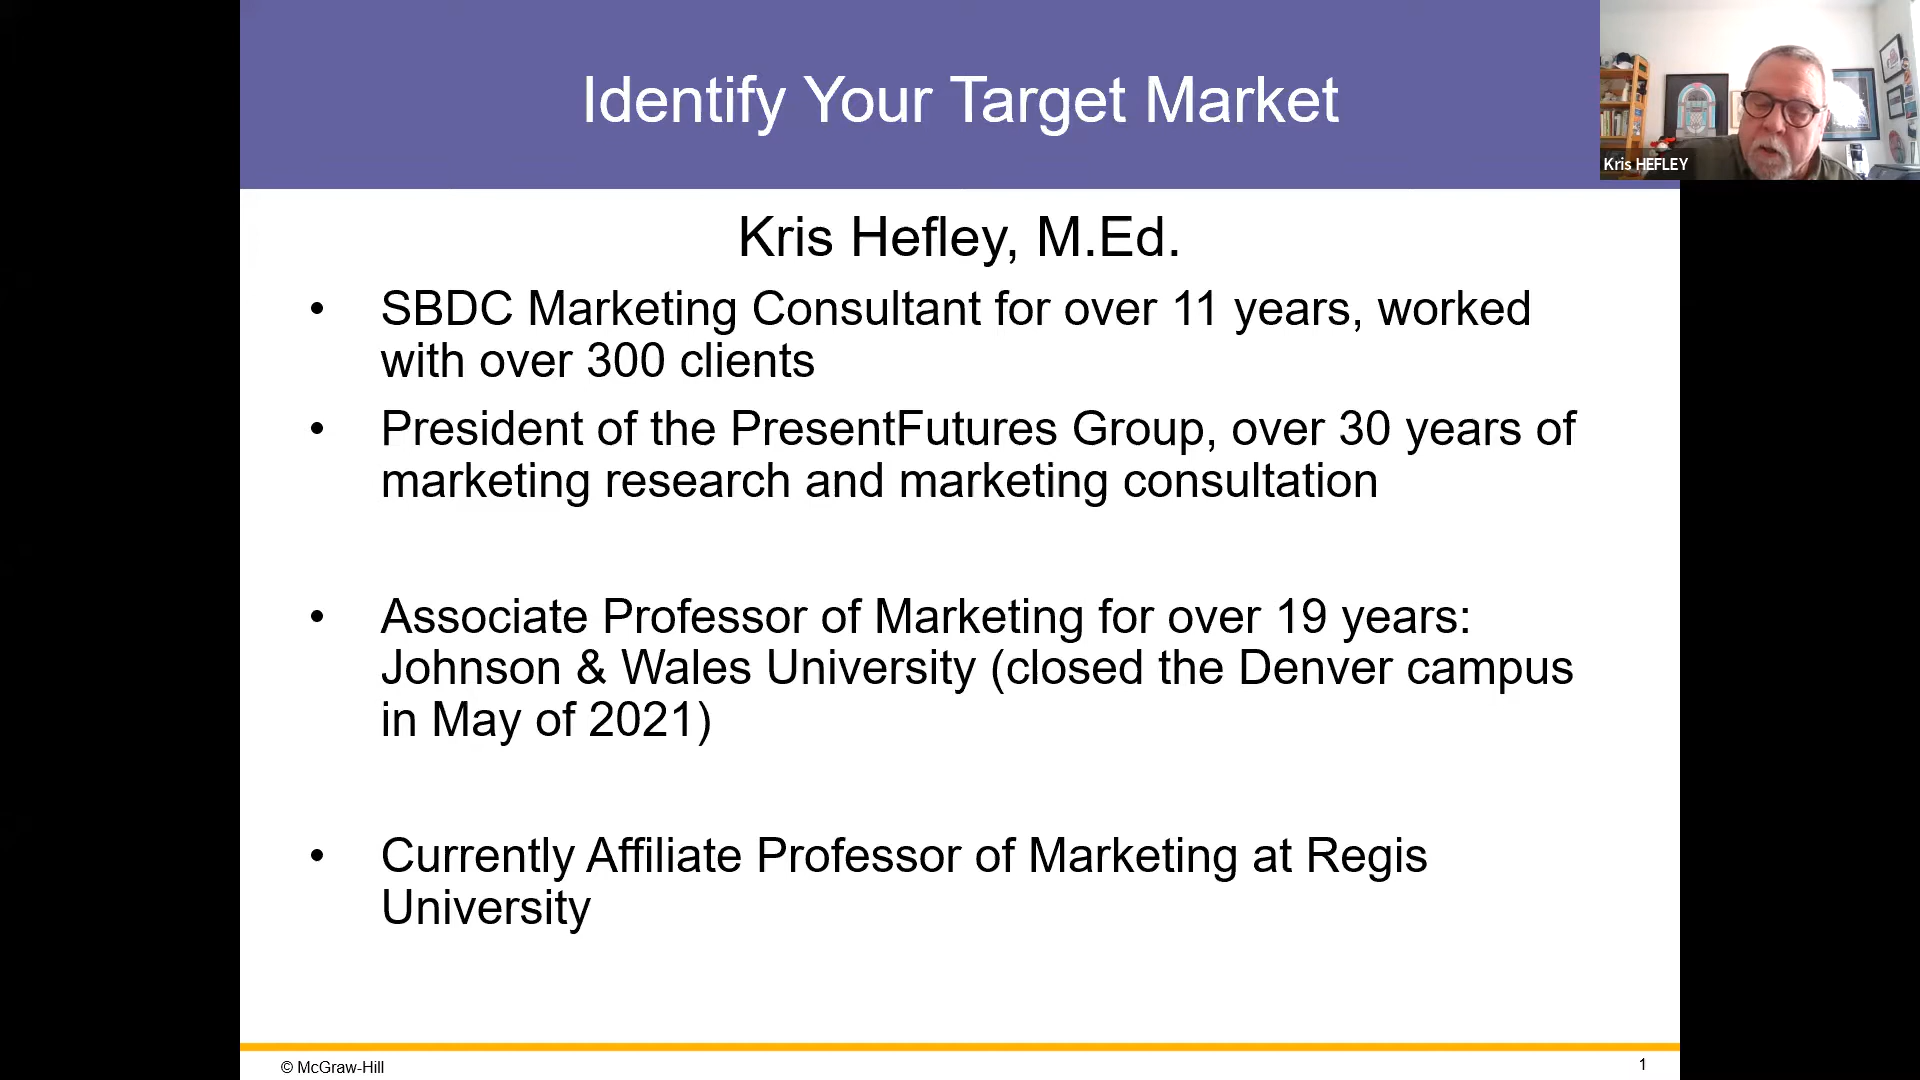 Identify Your Target Market
Kris HEFLEY
Kris Hefley, M.Ed.
• SBDC Marketing Consultant for over 11 years, worked
with over 300 clients
• President of the PresentFutures Group, over 30 years of
marketing research and marketing consultation
• Associate Professor of Marketing for over 19 years:
Johnson & Wales University (closed the Denver campus
in May of 2021)
• Currently Affiliate Professor of Marketing at Regis
University
© McGraw-Hill
1